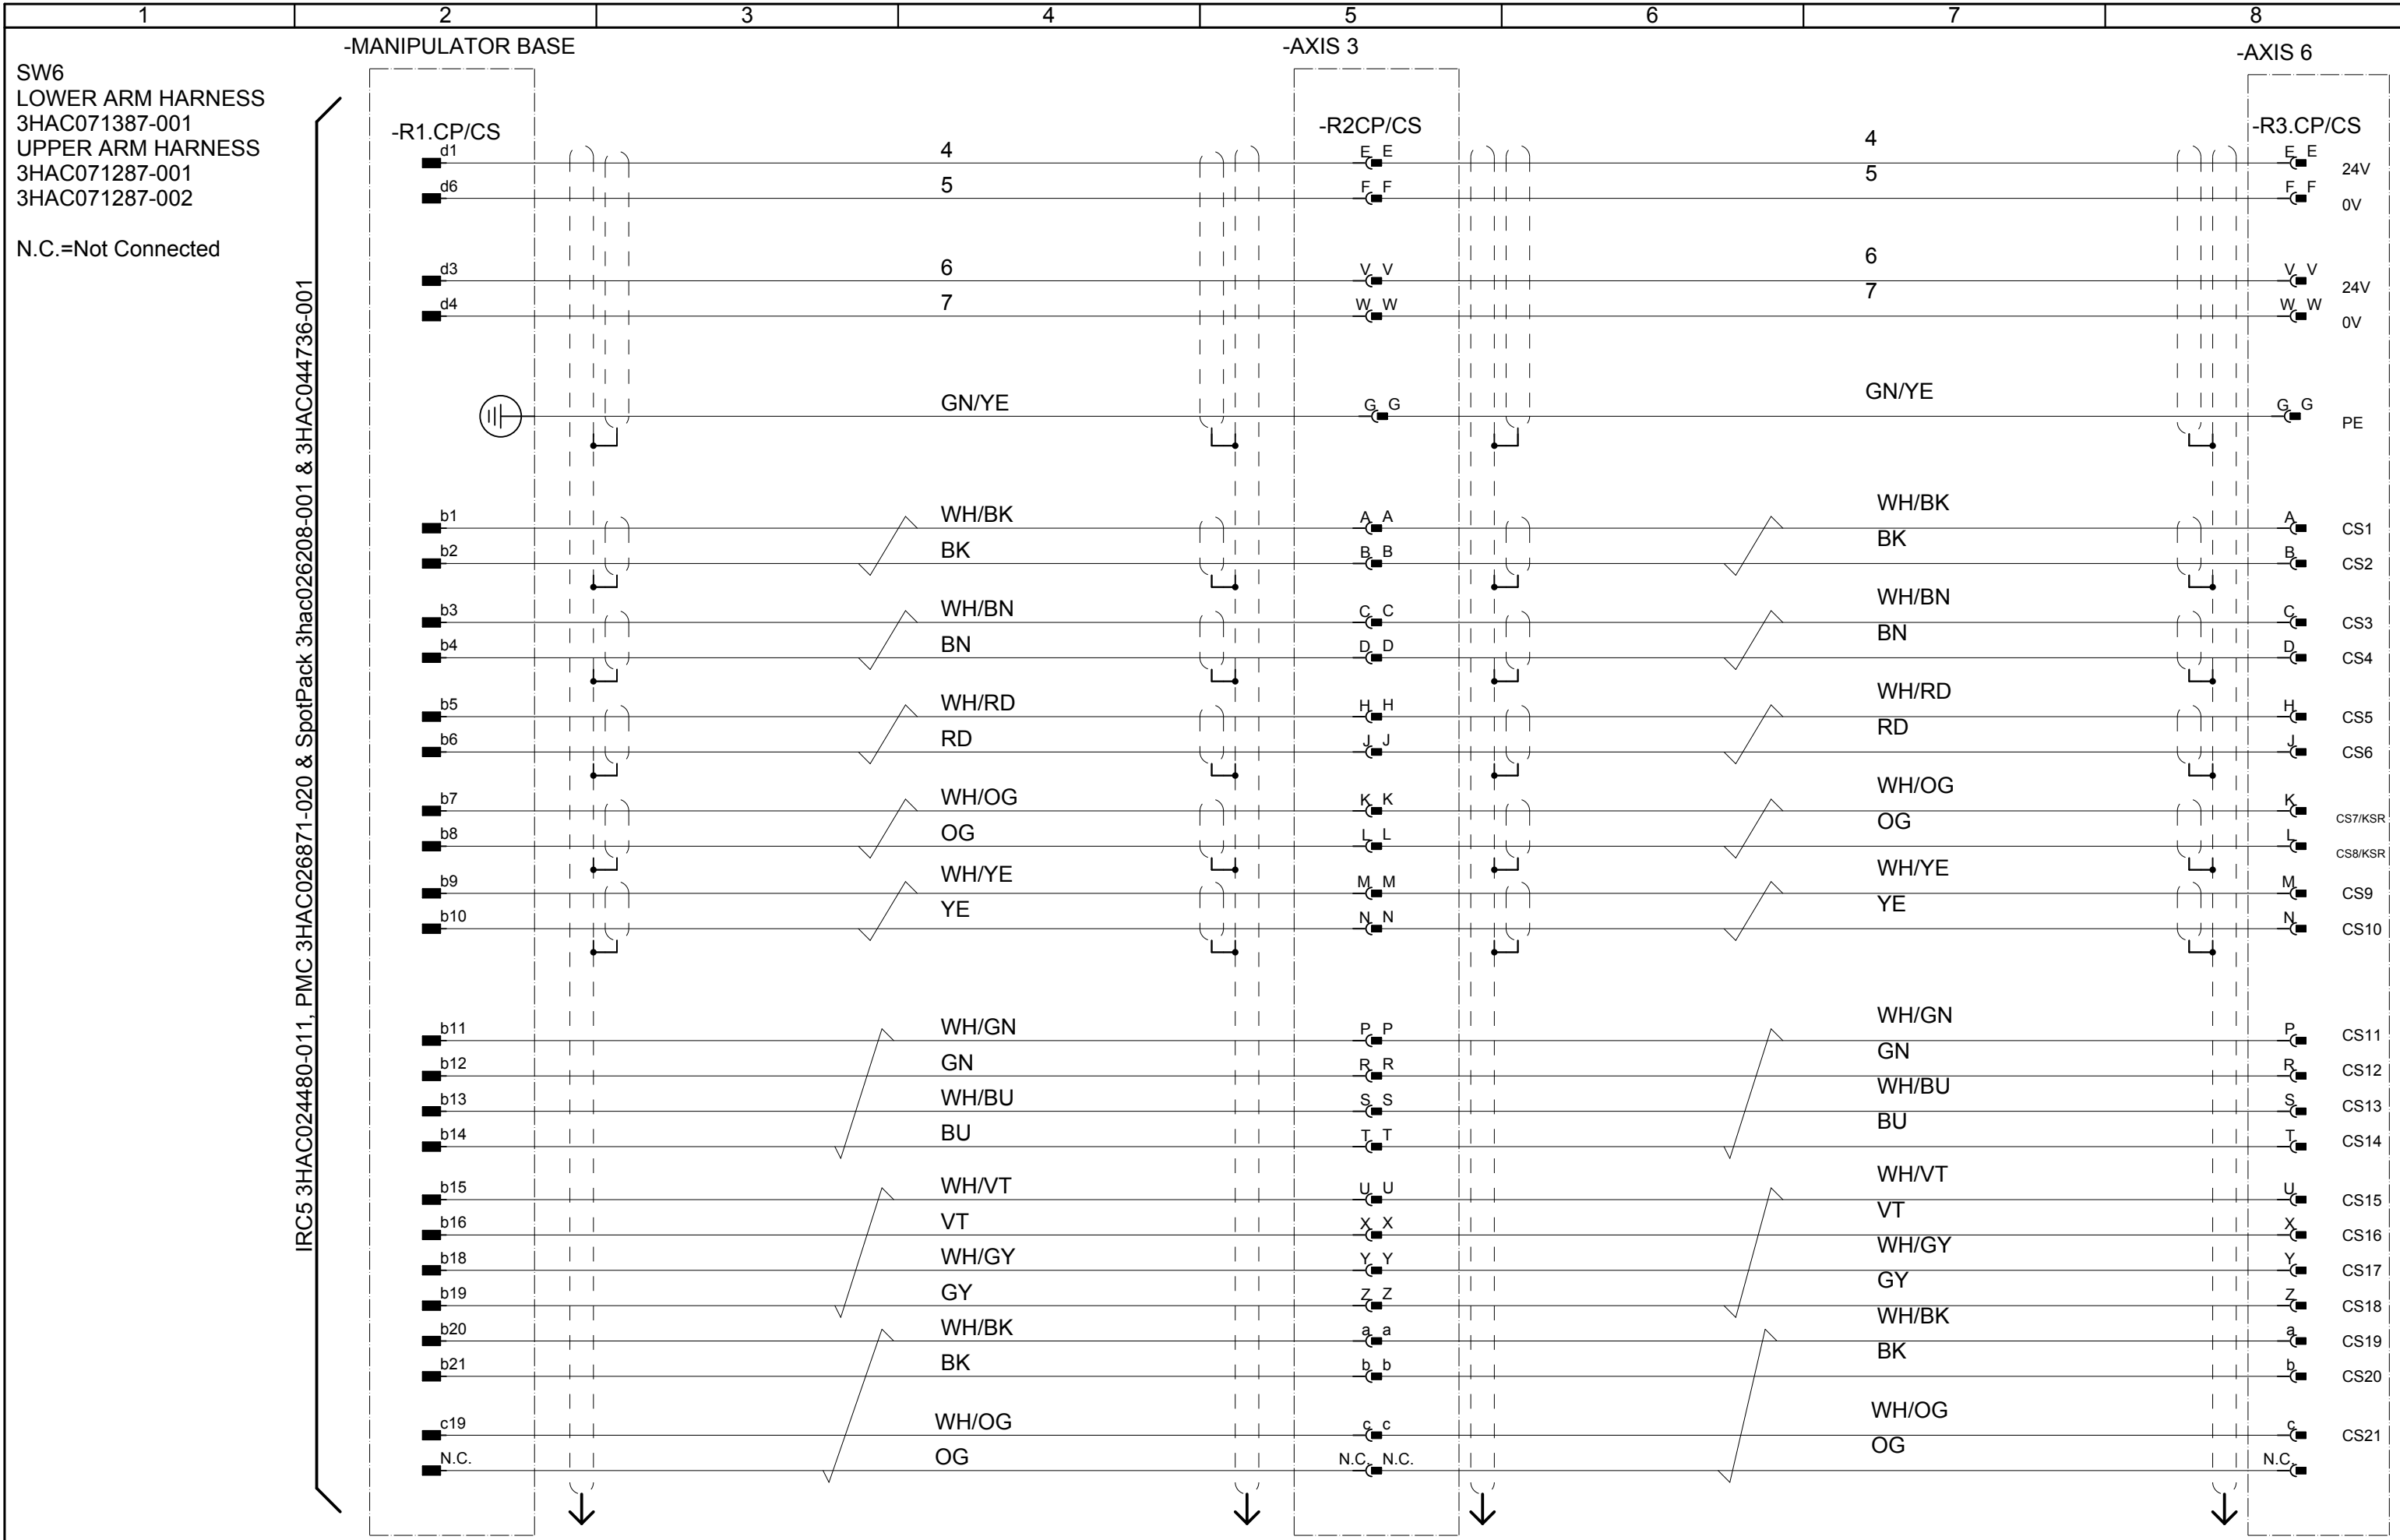 1 2 3 4 5 6 7 8
-MANIPULATOR BASE -AXIS 3 -AXIS 6
SW6
LOWER ARM HARNESS
3HAC071387-001
UPPER ARM HARNESS
3HAC071287-001
3HAC071287-002
N.C.=Not Connected
IRC5 3HAC024480-011, PMC 3HAC026871-020 & SpotPack 3hac026208-001 & 3HAC044736-001
-R1.CP/CS -R2CP/CS -R3.CP/CS
d1 4 E E 4 E E 24V
d6 5 F F 5 F F 0V
d3 6 V V 6 V V 24V
d4 7 W W 7 W W 0V
GN/YE G G GN/YE G G PE
b1 WH/BK A A WH/BK A CS1
b2 BK B B BK B CS2
b3 WH/BN C C WH/BN C CS3
b4 BN D D BN D CS4
b5 WH/RD H H WH/RD H CS5
b6 RD J J RD J CS6
b7 WH/OG K K WH/OG K CS7/KSR
b8 OG L L OG L CS8/KSR
b9 WH/YE M M WH/YE M CS9
b10 YE N N YE N CS10
b11 WH/GN P P WH/GN P CS11
b12 GN R R GN R CS12
b13 WH/BU S S WH/BU S CS13
b14 BU T T BU T CS14
b15 WH/VT U U WH/VT U CS15
b16 VT X X VT X CS16
b18 WH/GY Y Y WH/GY Y CS17
b19 GY Z Z GY Z CS18
b20 WH/BK a a WH/BK a CS19
b21 BK b b BK b CS20
c19 WH/OG c c WH/OG c CS21
N.C. OG N.C. N.C. OG N.C.